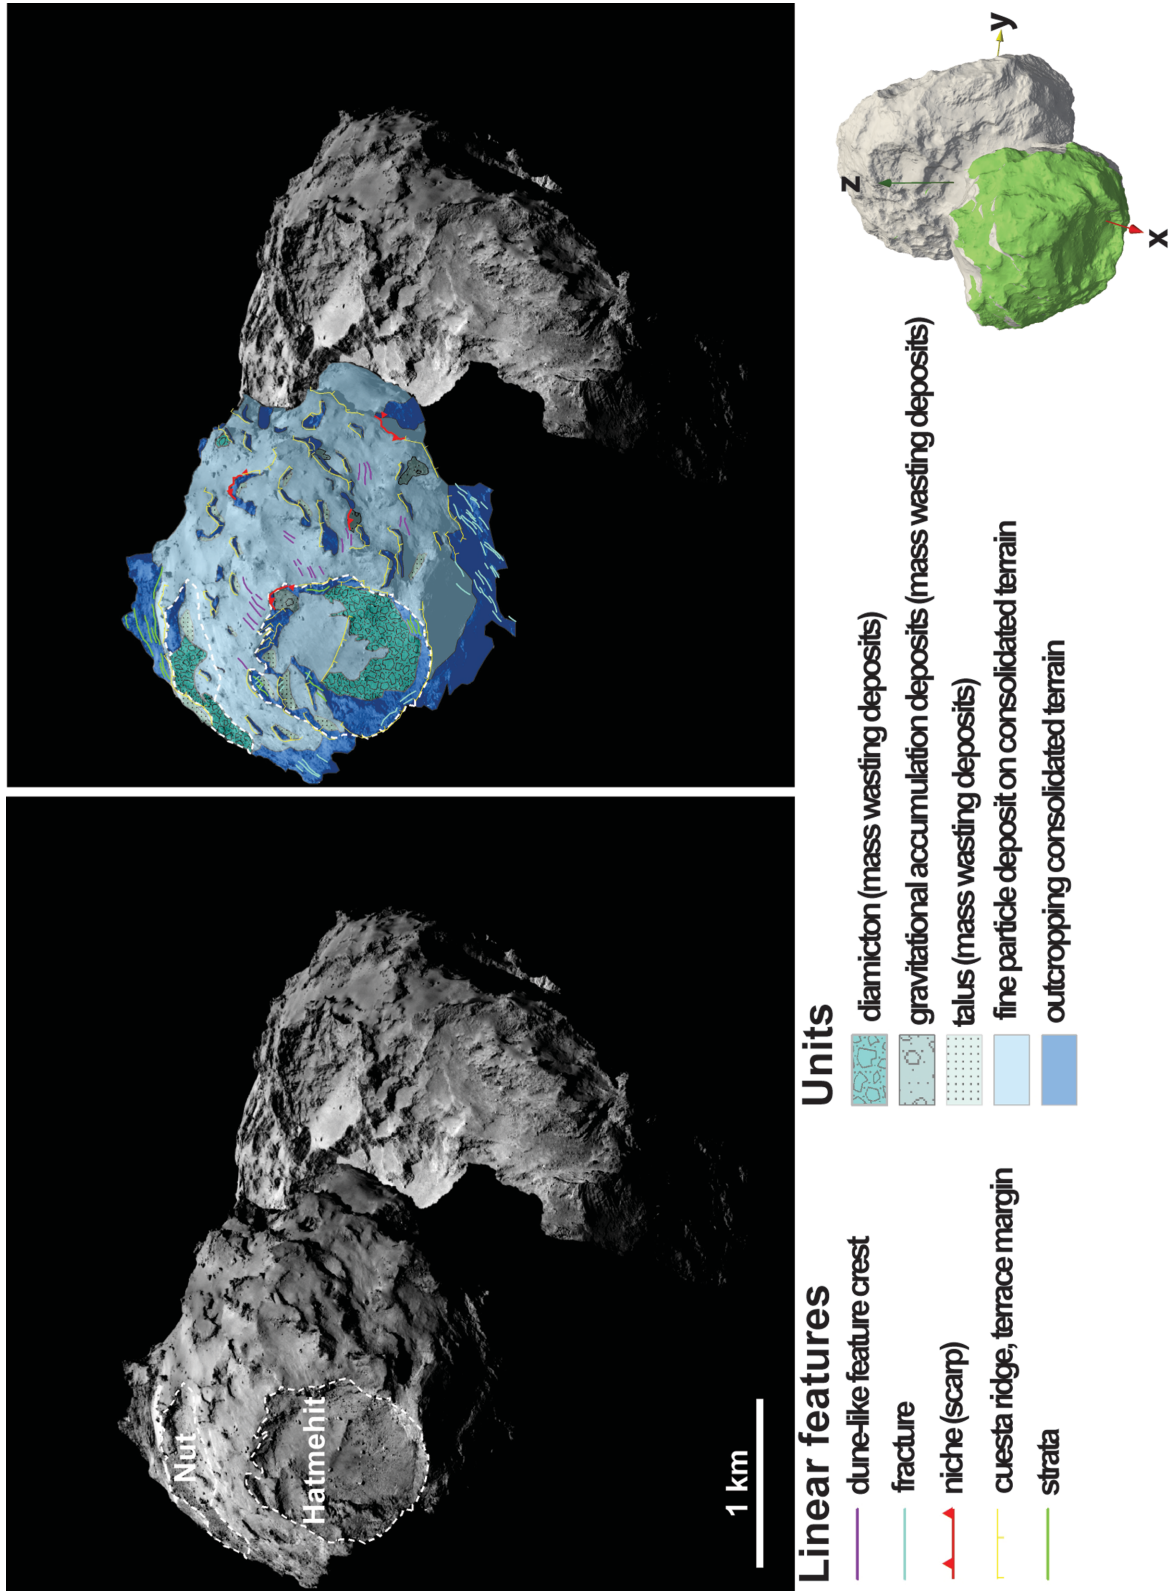 Nut
Hatmehit
1 km
Linear features
dune-like feature crest
fracture
niche (scarp)
cuesta ridge, terrace margin
strata
Units
diamicton (mass wasting deposits)
gravitational accumulation deposits (mass wasting deposits)
talus (mass wasting deposits)
fine particle deposit on consolidated terrain
outcropping consolidated terrain
z
y
x